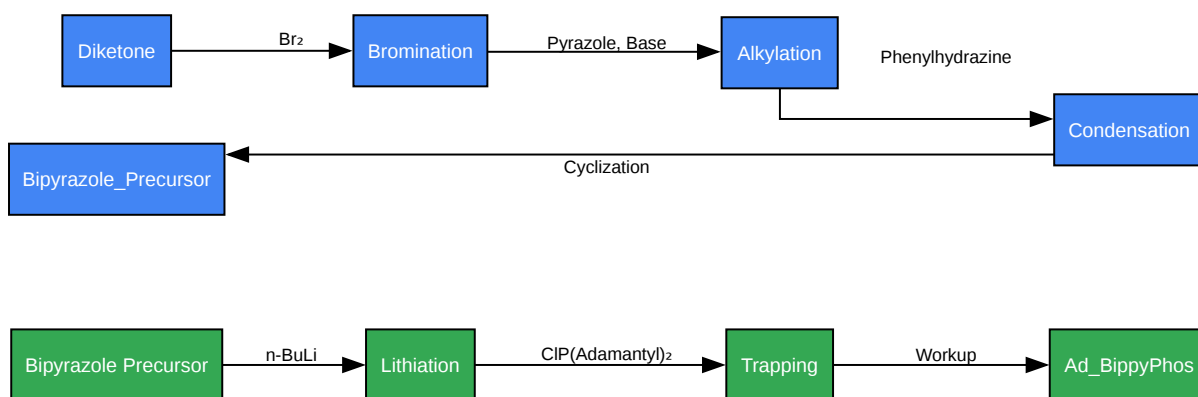 Diketone
Br₂
Bromination
Pyrazole, Base
Alkylation
Phenylhydrazine
Condensation
Cyclization
Bipyrazole_Precursor
Bipyrazole Precursor
n-BuLi
Lithiation
ClP(Adamantyl)₂
Trapping
Workup
Ad_BippyPhos